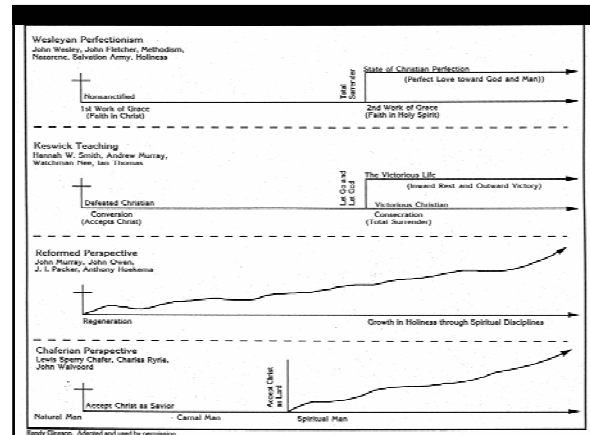 Wesleyan Perfectionism
John Wesley, John Fletcher, Methodism,
Nazarene, Salvation Army, Holiness
State of Christian Perfection
(Perfect Love toward God and Man))
Total
Surrender
Nonsanctified
1st Work of Grace
(Faith in Christ)
2nd Work of Grace
(Faith in Holy Spirit)
Keswick Teaching
Hannah W. Smith, Andrew Murray,
Watchman Nee, Ian Thomas
The Victorious Life
(Inward Rest and Outward Victory)
Let Go and
Let God
Defeated Christian
Victorious Christian
Conversion
(Accepts Christ)
Consecration
(Total Surrender)
Reformed Perspective
John Murray, John Owen,
J. I. Packer, Anthony Hoekema
Regeneration
Growth in Holiness through Spiritual Disciplines
Chaferian Perspective
Lewis Sperry Chafer, Charles Ryrie,
John Walvoord
Accept Christ
as Lord
Accept Christ as Savior
Natural Man
- Carnal Man
Spiritual Man
Randy Gleason. Adapted and used by permission